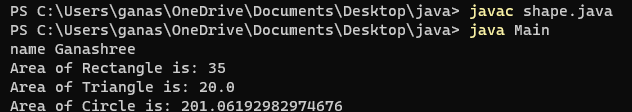 PS C:\Users\ganas\OneDrive\Documents\Desktop\java> javac shape.java
PS C:\Users\ganas\OneDrive\Documents\Desktop\java> java Main
name Ganashree
Area of Rectangle is: 35
Area of Triangle is: 20.0
Area of Circle is: 201.06192982974676